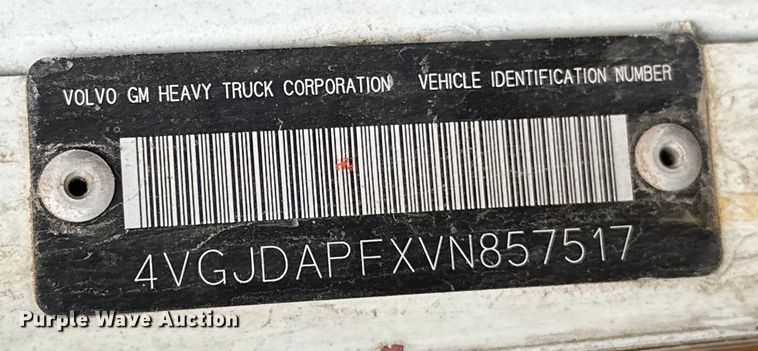 VOLVO GM HEAVY TRUCK CORPORATION VEHICLE IDENTIFICATION NUMBER
4VGJDAPFXVN857517
Purple Wave Auction